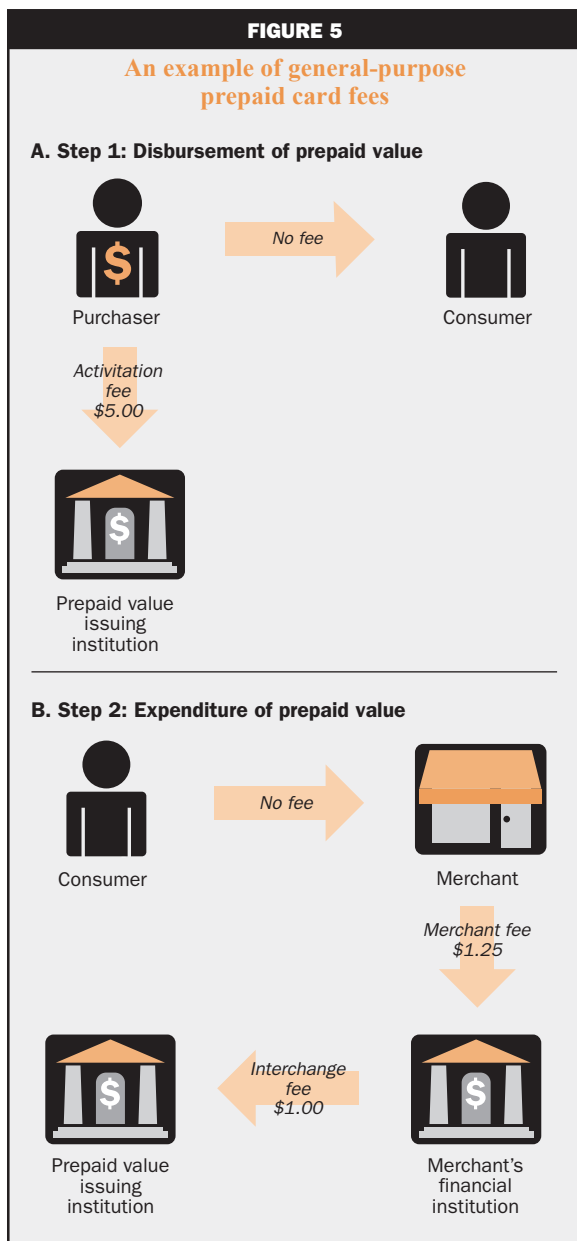 FIGURE 5
An example of general-purpose
prepaid card fees
A. Step 1: Disbursement of prepaid value
$
No fee
Purchaser
Consumer
Activitation
fee
$5.00
$
Prepaid value
issuing
institution
B. Step 2: Expenditure of prepaid value
No fee
Consumer
Merchant
Merchant fee
$1.25
$
Interchange
fee
$1.00
$
Prepaid value
issuing
institution
Merchant's
financial
institution